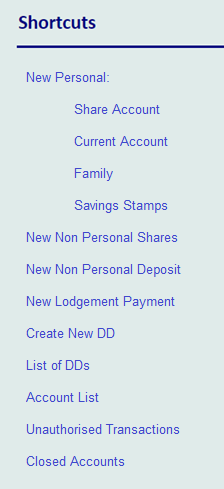 Shortcuts
New Personal:
Share Account
Current Account
Family
Savings Stamps
New Non Personal Shares
New Non Personal Deposit
New Lodgement Payment
Create New DD
List of DDs
Account List
Unauthorised Transactions
Closed Accounts